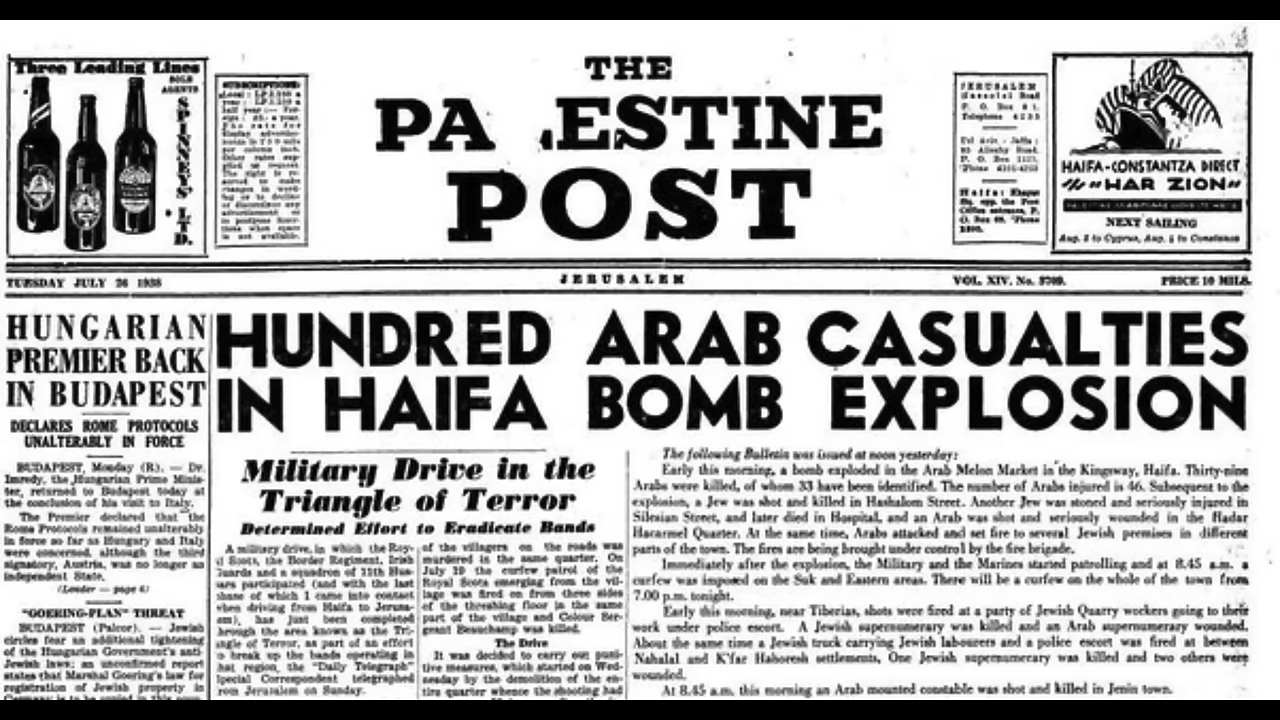 Three Leading Lines
SOLE
AGENTS
SPINNEY'S LTD.
SUBSCRIPTIONS:
THE
PA ESTINE
POST
JERUSALEM
HAIFA-CONSTANTZA DIRECT
"HAR ZION"
NEXT SAILING
Aug. to Cyprus, Aug. to Constanza
TUESDAY JULY 26 1938
JERUSALEM
VOL. XIV. No.
PRICE 10 MILS.
HUNGARIAN
PREMIER BACK
IN BUDAPEST
DECLARES ROME PROTOCOLS
UNALTERABLY IN FORCE
BUDAPEST, Monday (R). — Dr.
Imredy, the Hungarian Prime Minis-
ter, returned to Budapest today at
the conclusion of his visit to Italy.
The Premier declared that the
Rome Protocols remained unalterably
in force so far as Hungary and Italy
were concerned, although the third
signatory, Austria, was no longer an
independent State.
(Leader — page 6)
"GOERING-PLAN" THREAT
BUDAPEST (Palcor). — Jewish
circles fear an additional tightening
of the Hungarian Government's anti-
Jewish laws; an unconfirmed report
states that Marshal Goering's law for
registration of Jewish property in
HUNDRED ARAB CASUALTIES
IN HAIFA BOMB EXPLOSION
Military Drive in the
Triangle of Terror
Determined Effort to Eradicate Bands
A military drive, in which the Roy-
al Scots, the Border Regiment, Irish
Guards and a squadron of 11th Hus-
sars participated (and with the last
phase of which I came into contact
when driving from Haifa to Jerusa-
lem), has just been completed
through the area known as the Tri-
angle of Terror, as part of an effort
to break up the bands operating in
that region, the "Daily Telegraph"
Special Correspondent telegraphed
from Jerusalem on Sunday.
of the villagers on the roads was
murdered in the same quarter. On
July 19 the curfew patrol of the
Royal Scots emerging from the vil-
lage was fired on from three sides
of the threshing floor in the same
part of the village and Colour Ser-
geant Beauchamp was killed.
The Drive
It was decided to carry out puni-
tive measures, which started on Wed-
nesday by the demolition of the en-
tire quarter whence the shooting had
The following Bulletin was issued at noon yesterday:
Early this morning, a bomb exploded in the Arab Melon Market in the Kingsway, Haifa. Thirty-nine
Arabs were killed, of whom 33 have been identified. The number of Arabs injured is 46. Subsequent to the
explosion, a Jew was shot and killed in Hashalom Street. Another Jew was stoned and seriously injured in
Silesian Street, and later died in Hospital, and an Arab was shot and seriously wounded in the Hadar
Hacarmel Quarter. At the same time, Arabs attacked and set fire to several Jewish premises in different
parts of the town. The fires are being brought under control by the fire brigade.
Immediately after the explosion, the Military and the Marines started patrolling and at 8.45 a.m. a
curfew was imposed on the Suk and Eastern areas. There will be a curfew on the whole of the town from
7.00 p.m. tonight.
Early this morning, near Tiberias, shots were fired at a party of Jewish Quarry workers going to their
work under police escort. A Jewish supernumerary was killed and an Arab supernumerary wounded.
About the same time a Jewish truck carrying Jewish labourers and a police escort was fired at between
Nahalal and K'far Hahoresh settlements, One Jewish supernumerary was killed and two others were
wounded.
At 8.45 a.m. this morning an Arab mounted constable was shot and killed in Jenin town.